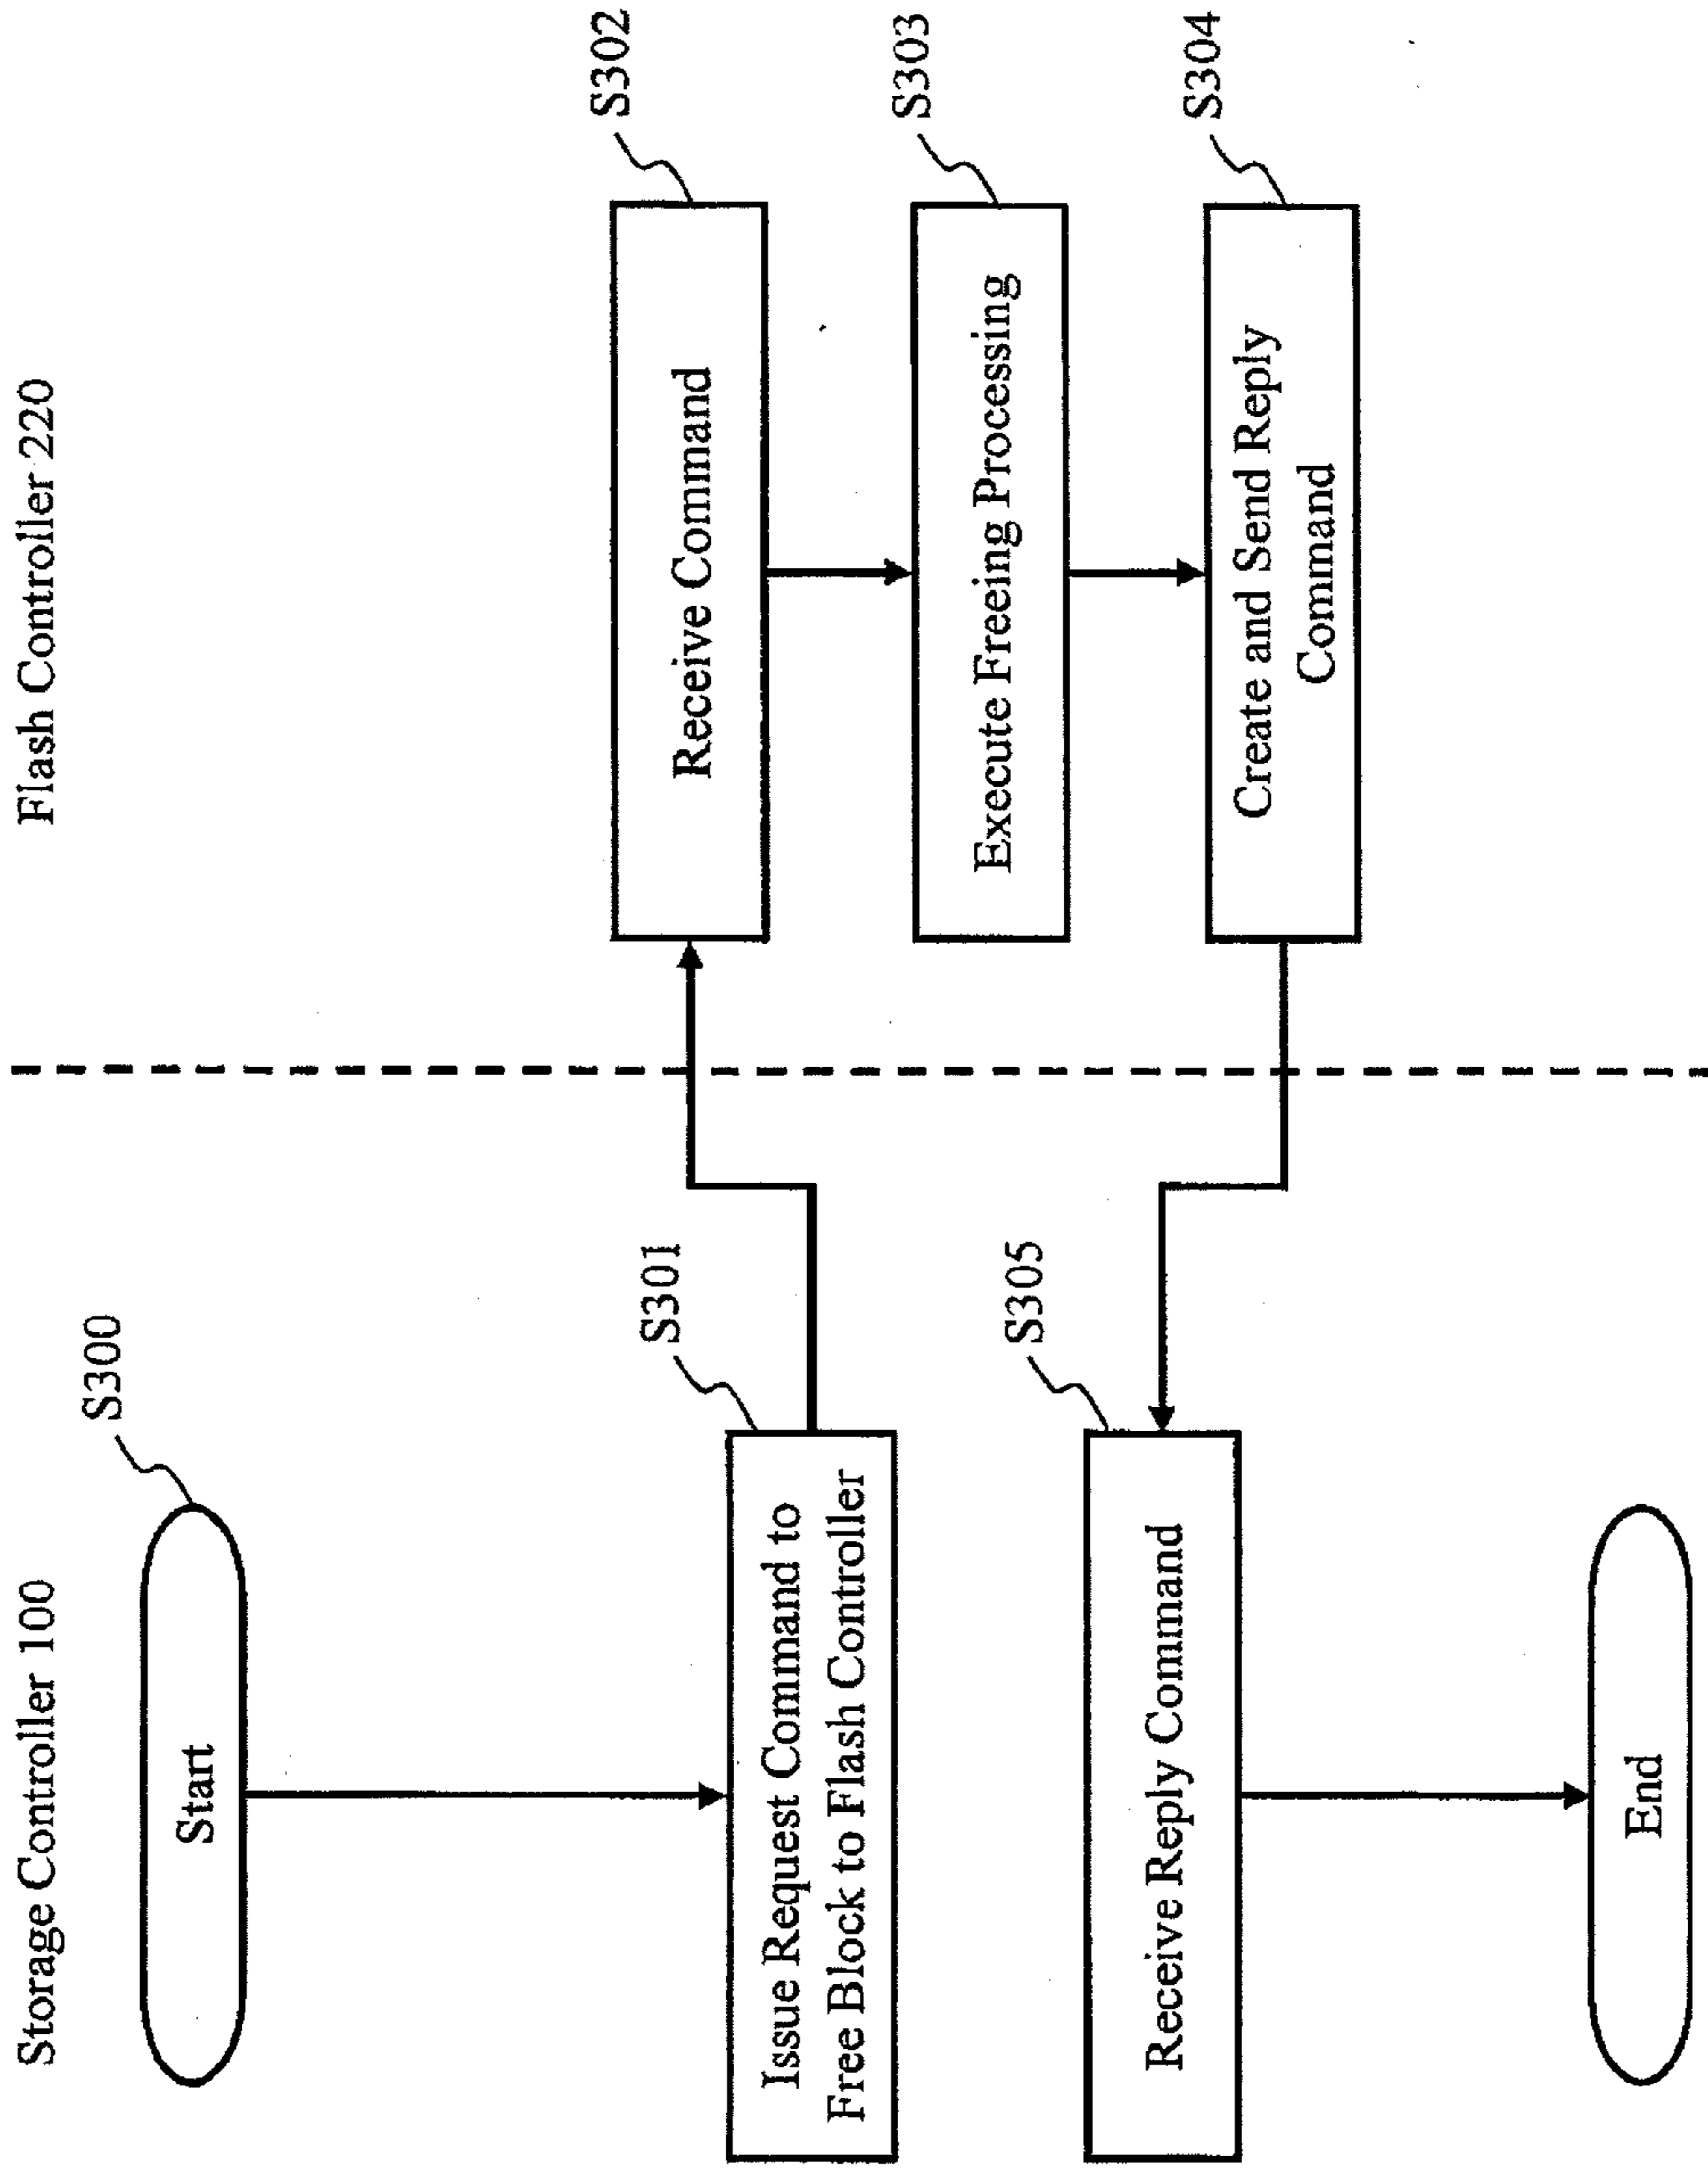 Storage Controller 100
Flash Controller 220
S300
Start
S301
Issue Request Command to
Free Block to Flash Controller
S302
Receive Command
S303
Execute Freeing Processing
S304
Create and Send Reply
Command
S305
Receive Reply Command
End